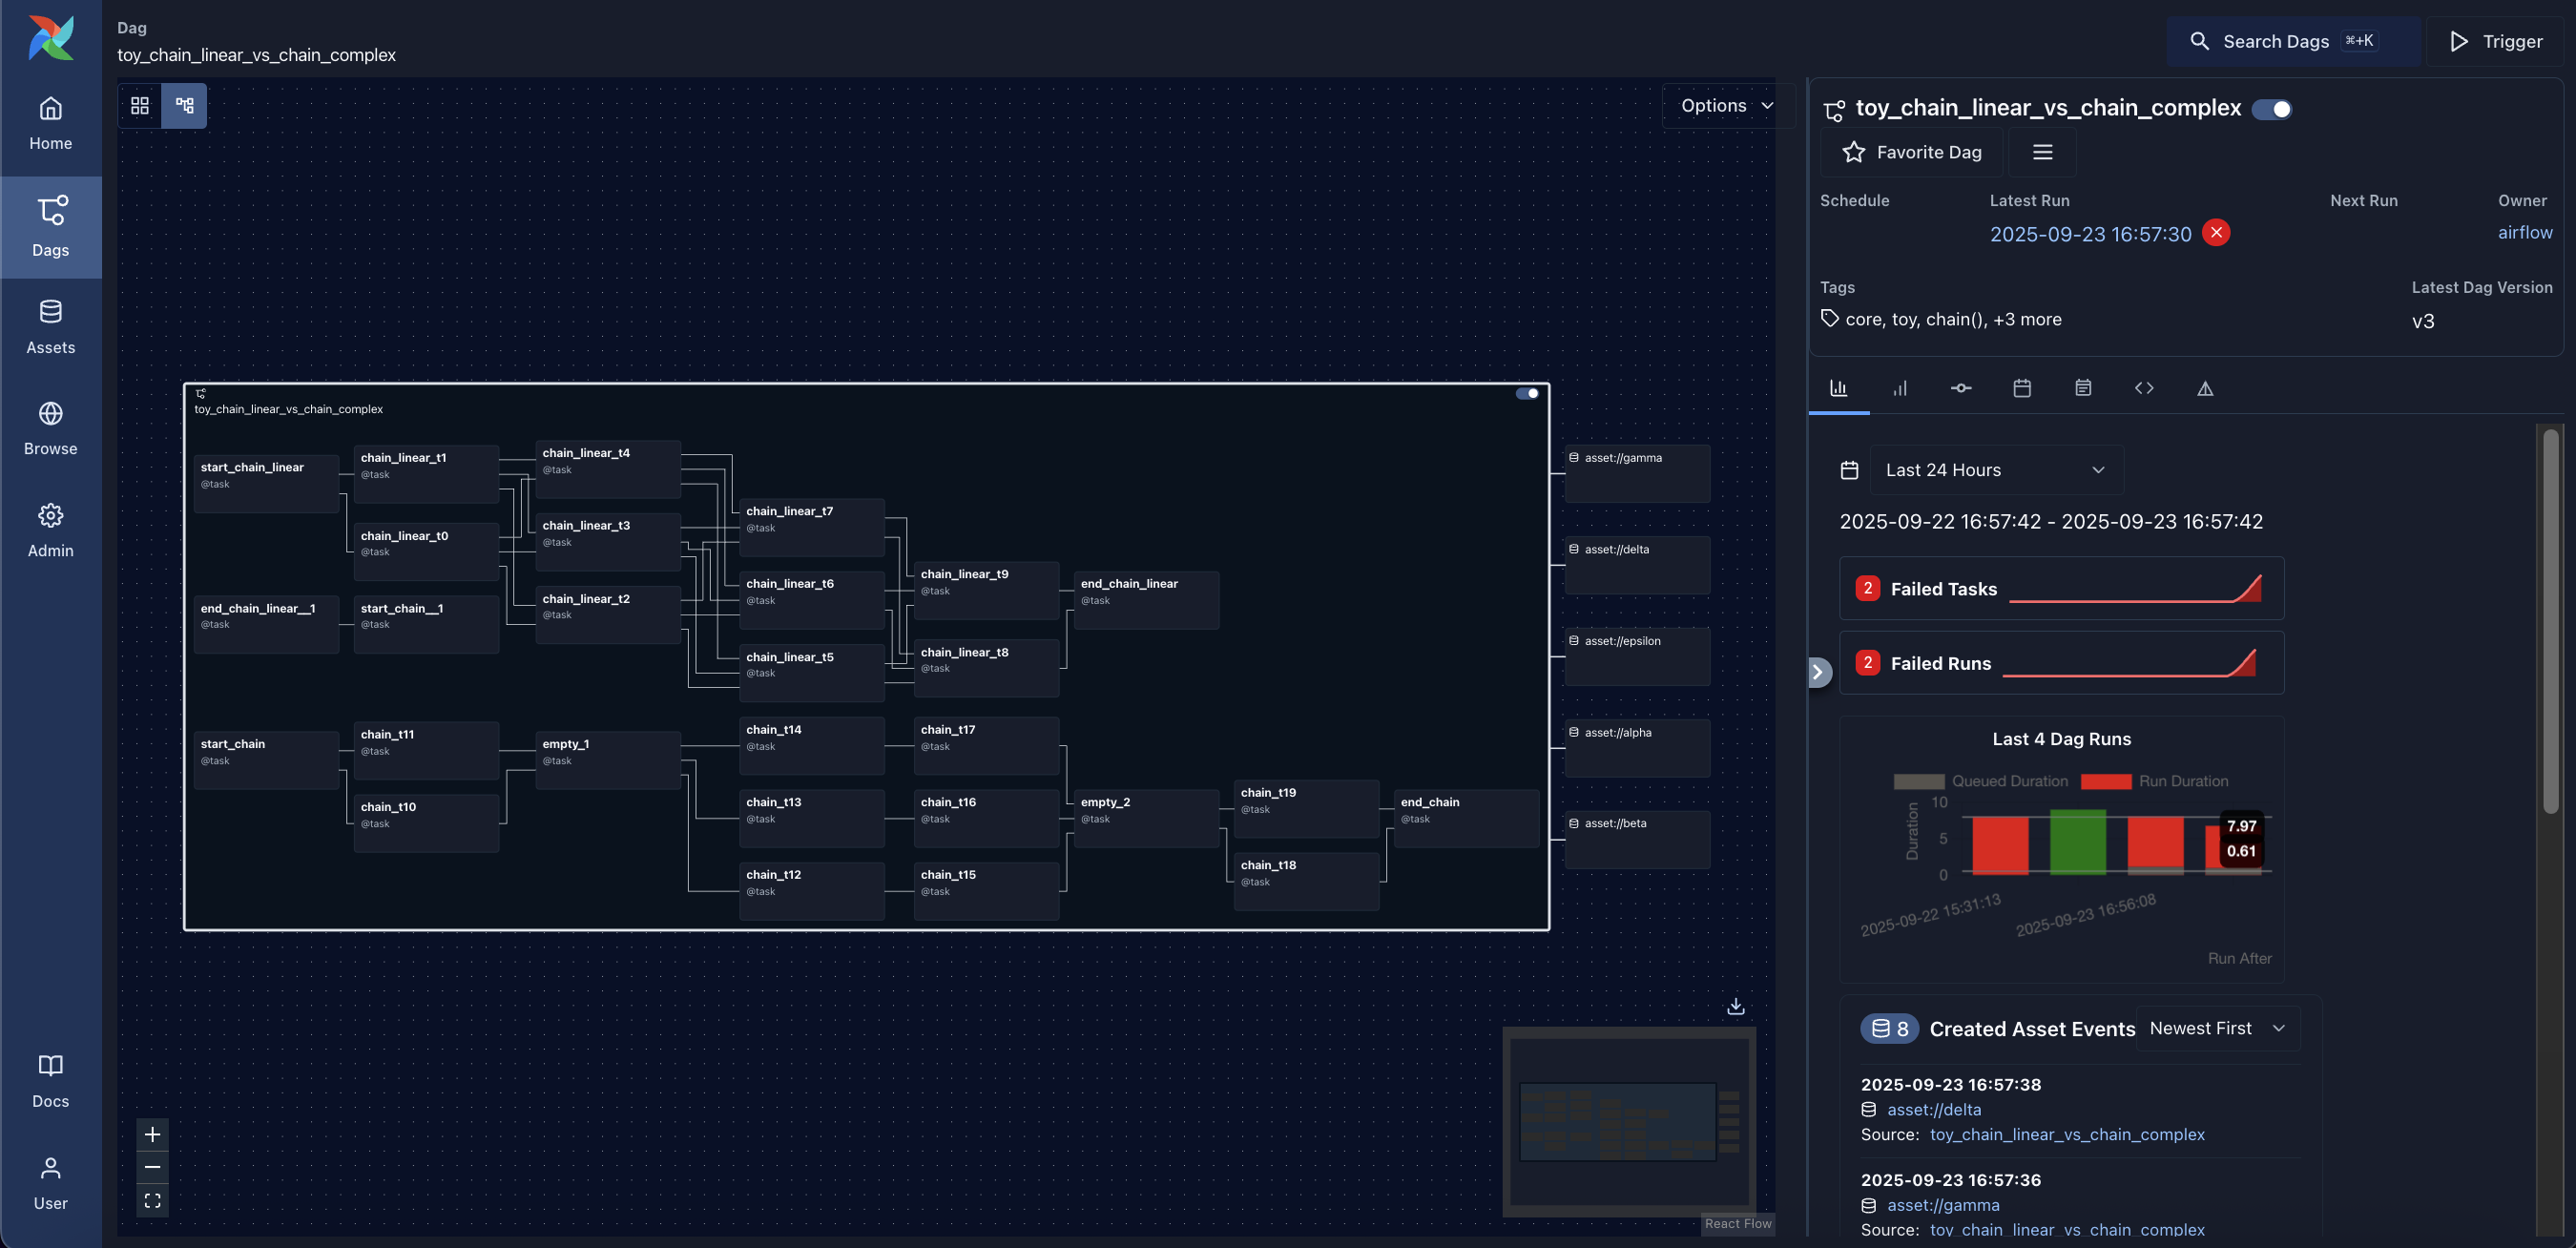 Dag
toy_chain_linear_vs_chain_complex
Search Dags ⌘+K
Trigger
Home
Dags
Assets
Browse
Admin
Docs
User
Options
toy_chain_linear_vs_chain_complex
start_chain_linear
@task
chain_linear_t1
@task
chain_linear_t4
@task
chain_linear_t0
@task
chain_linear_t3
@task
chain_linear_t7
@task
end_chain_linear__1
@task
start_chain__1
@task
chain_linear_t2
@task
chain_linear_t6
@task
chain_linear_t9
@task
end_chain_linear
@task
chain_linear_t5
@task
chain_linear_t8
@task
start_chain
@task
chain_t11
@task
empty_1
@task
chain_t14
@task
chain_t17
@task
chain_t10
@task
chain_t13
@task
chain_t16
@task
empty_2
@task
chain_t19
@task
end_chain
@task
chain_t12
@task
chain_t15
@task
chain_t18
@task
asset://gamma
asset://delta
asset://epsilon
asset://alpha
asset://beta
React Flow
toy_chain_linear_vs_chain_complex
Favorite Dag
Schedule
Latest Run
2025-09-23 16:57:30
Next Run
Owner
airflow
Tags
core, toy, chain(), +3 more
Latest Dag Version
v3
Last 24 Hours
2025-09-22 16:57:42 - 2025-09-23 16:57:42
2 Failed Tasks
2 Failed Runs
Last 4 Dag Runs
Queued Duration Run Duration
Duration
10
5
0
7.97
0.61
2025-09-22 15:31:13
2025-09-23 16:56:08
Run After
8 Created Asset Events
Newest First
2025-09-23 16:57:38
asset://delta
Source: toy_chain_linear_vs_chain_complex
2025-09-23 16:57:36
asset://gamma
Source: toy_chain_linear_vs_chain_complex